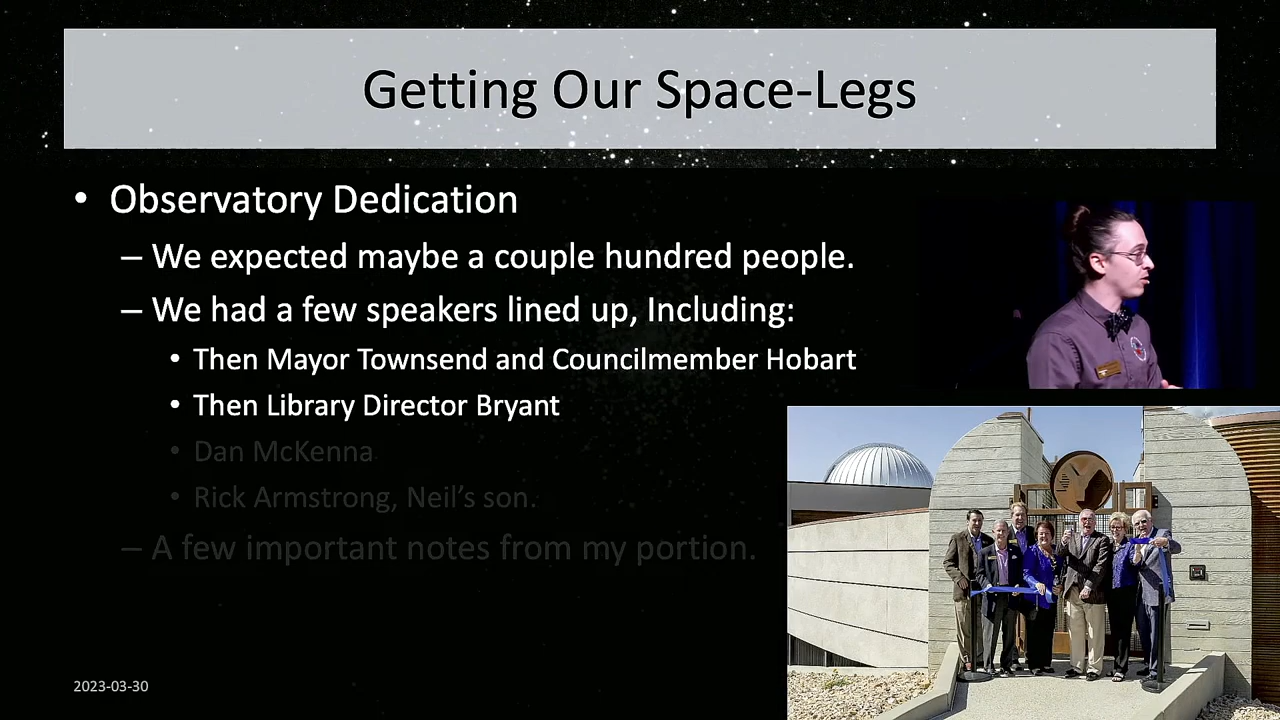 Getting Our Space-Legs
• Observatory Dedication
– We expected maybe a couple hundred people.
– We had a few speakers lined up, Including:
• Then Mayor Townsend and Councilmember Hobart
• Then Library Director Bryant
• Dan McKenna
• Rick Armstrong, Neil’s son.
– A few important notes from my portion.
2023-03-30